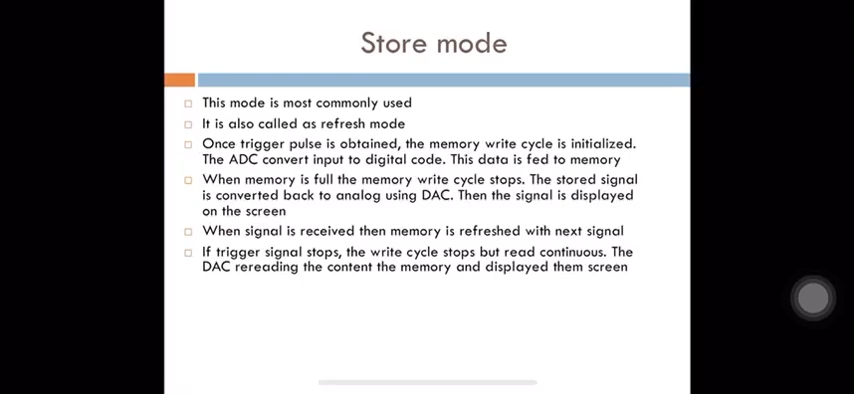 Store mode
This mode is most commonly used
It is also called as refresh mode
Once trigger pulse is obtained, the memory write cycle is initialized.
The ADC convert input to digital code. This data is fed to memory
When memory is full the memory write cycle stops. The stored signal
is converted back to analog using DAC. Then the signal is displayed
on the screen
When signal is received then memory is refreshed with next signal
If trigger signal stops, the write cycle stops but read continuous. The
DAC rereading the content the memory and displayed them screen